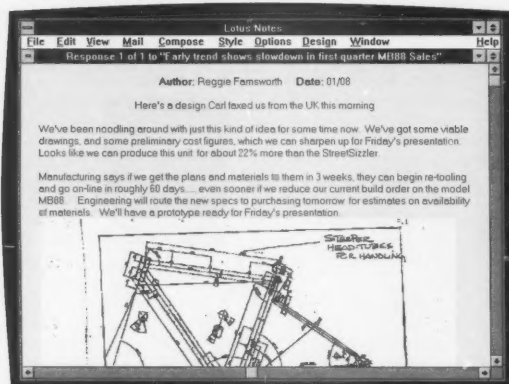 Lotus Notes
File Edit View Mail Compose Style Options Design Window Help
Response 1 of 1 to "Early trend shows slowdown in first quarter MB88 Sales"
Author: Reggie Farnsworth Date: 01/08
Here's a design Carl faxed us from the UK this morning
We've been noodling around with just this kind of idea for some time now. We've got some viable
drawings, and some preliminary cost figures, which we can sharpen up for Friday's presentation.
Looks like we can produce this unit for about 22% more than the StreetSizzler.
Manufacturing says if we get the plans and materials to them in 3 weeks, they can begin re-tooling
and go on-line in roughly 60 days.... even sooner if we reduce our current build order on the model
MB88. Engineering will route the new specs to purchasing tomorrow for estimates on availability
of materials. We'll have a prototype ready for Friday's presentation.
STEEPER
HEAD-TUBES
FOR HANDLING